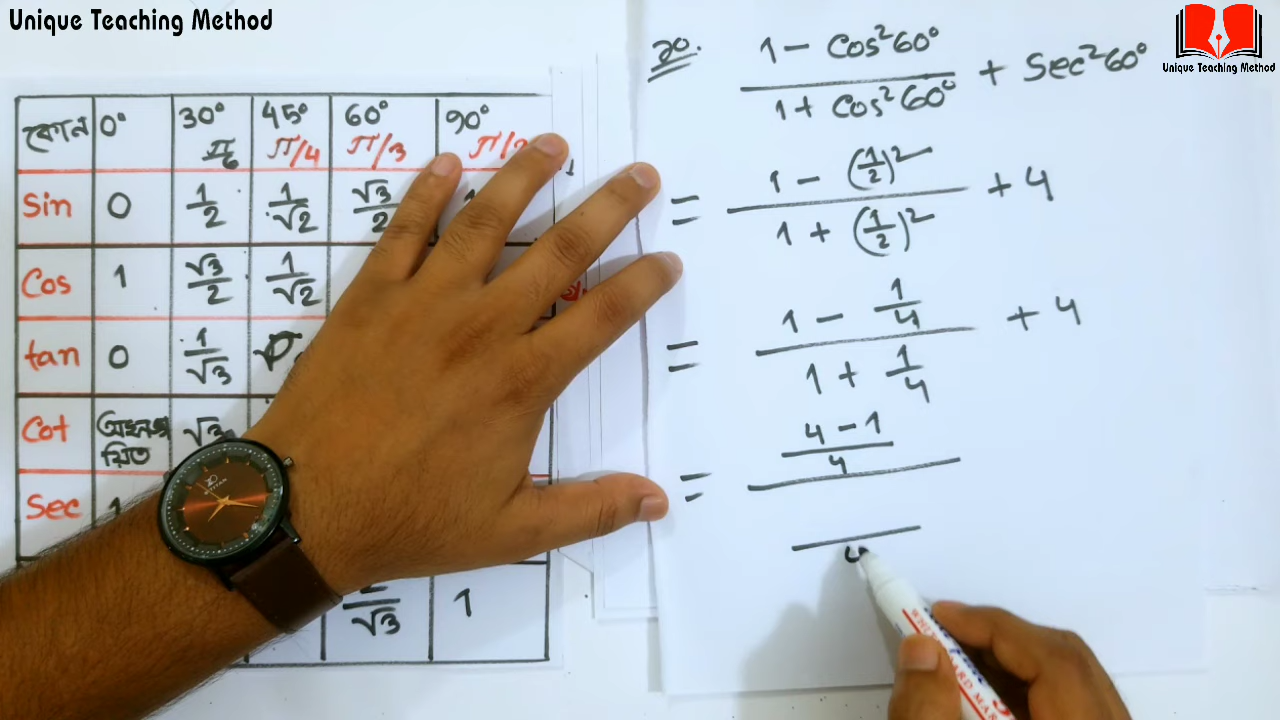 Unique Teaching Method
Unique Teaching Method
কোন 0° 30° 45° 60° 90°
π/6 π/4 π/3 π/2
Sin 0 1/2 1/√2 √3/2
Cos 1 √3/2 1/√2
tan 0 1/√3
Cot অসংজ্ঞায়িত √3
Sec 1
2/√3 1
২০. (1 - Cos²60°)/(1 + Cos²60°) + Sec²60°
= (1 - (1/2)²)/(1 + (1/2)²) + 4
= (1 - 1/4)/(1 + 1/4) + 4
= (4 - 1)/4